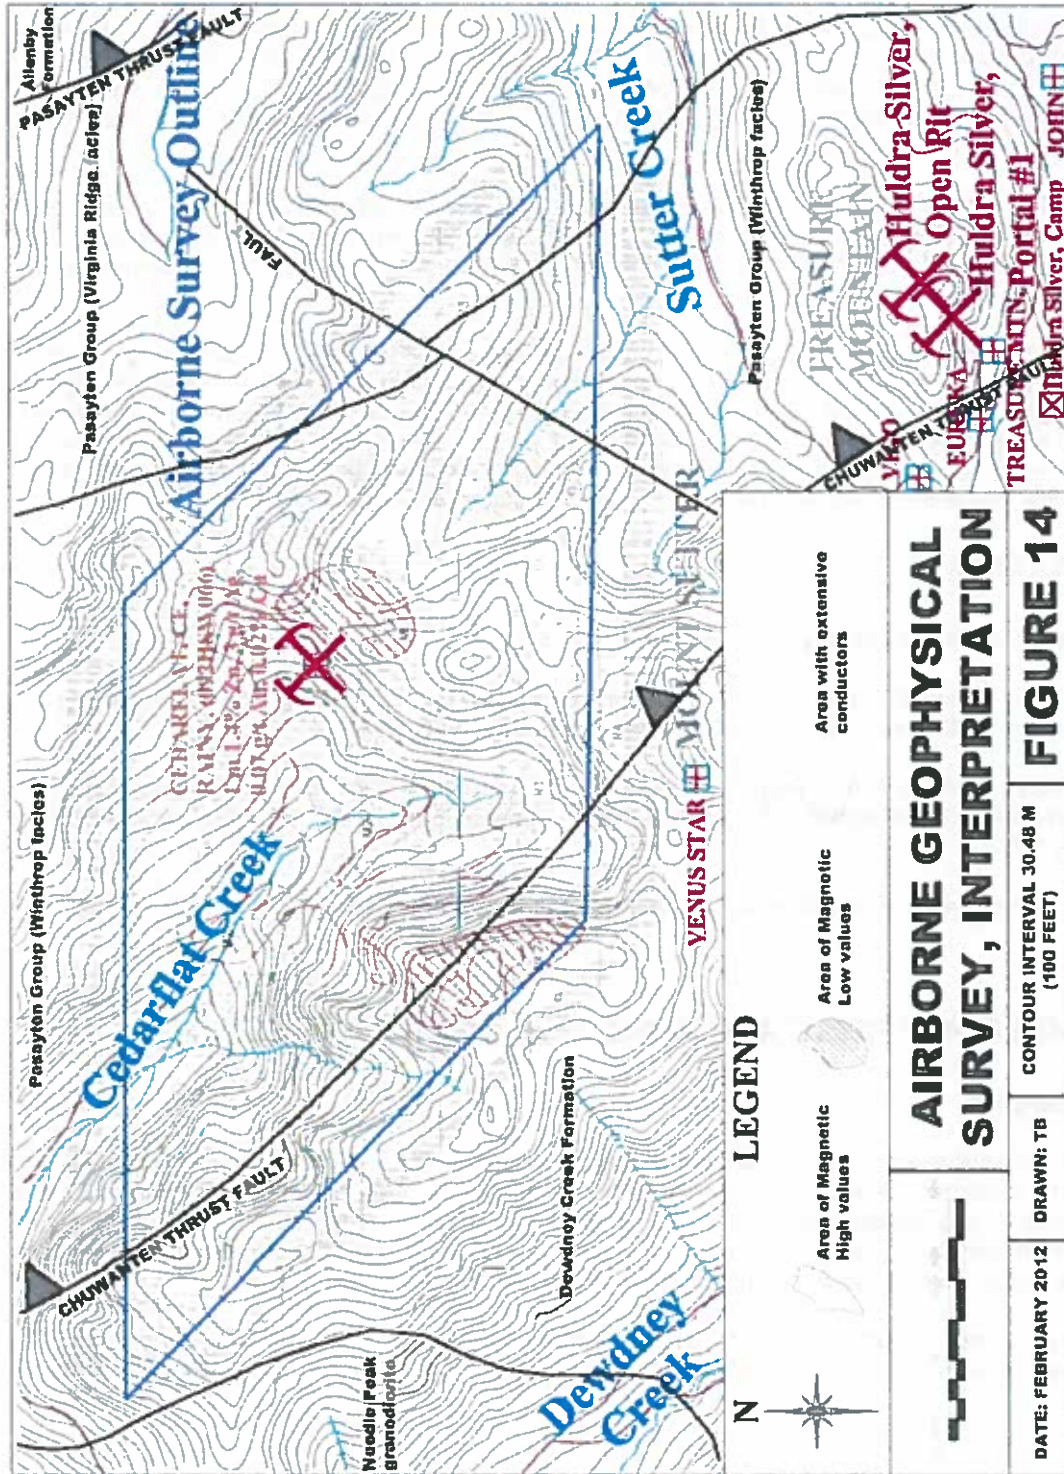 Allenby
Formation
PASAYTEN THRUST FAULT
Pasayten Group (Virginia Ridge facies)
Airborne Survey Outline
FAULT
Sutter Creek
Pasayten Group (Winthrop facies)
TREASURE
MOUNTAIN
Huldra Silver,
Open Pit
Huldra Silver,
Portal #1
TREASURE MTN
Huldra Silver, Camp
JOHN
EUREKA
CHUWANTEN THRUST FAULT
MOUNT SUTTER
VENUS STAR
Pasayten Group (Winthrop facies)
Cedarflat Creek
CHUWANTEN THRUST FAULT
Dewdney Creek Formation
Needle Peak
granodiorite
Dewdney
Creek
N
LEGEND
Area of Magnetic
High values
Area of Magnetic
Low values
Area with extensive
conductors
AIRBORNE GEOPHYSICAL
SURVEY, INTERPRETATION
DATE: FEBRUARY 2012
DRAWN: TB
CONTOUR INTERVAL 30.48 M
(100 FEET)
FIGURE 14